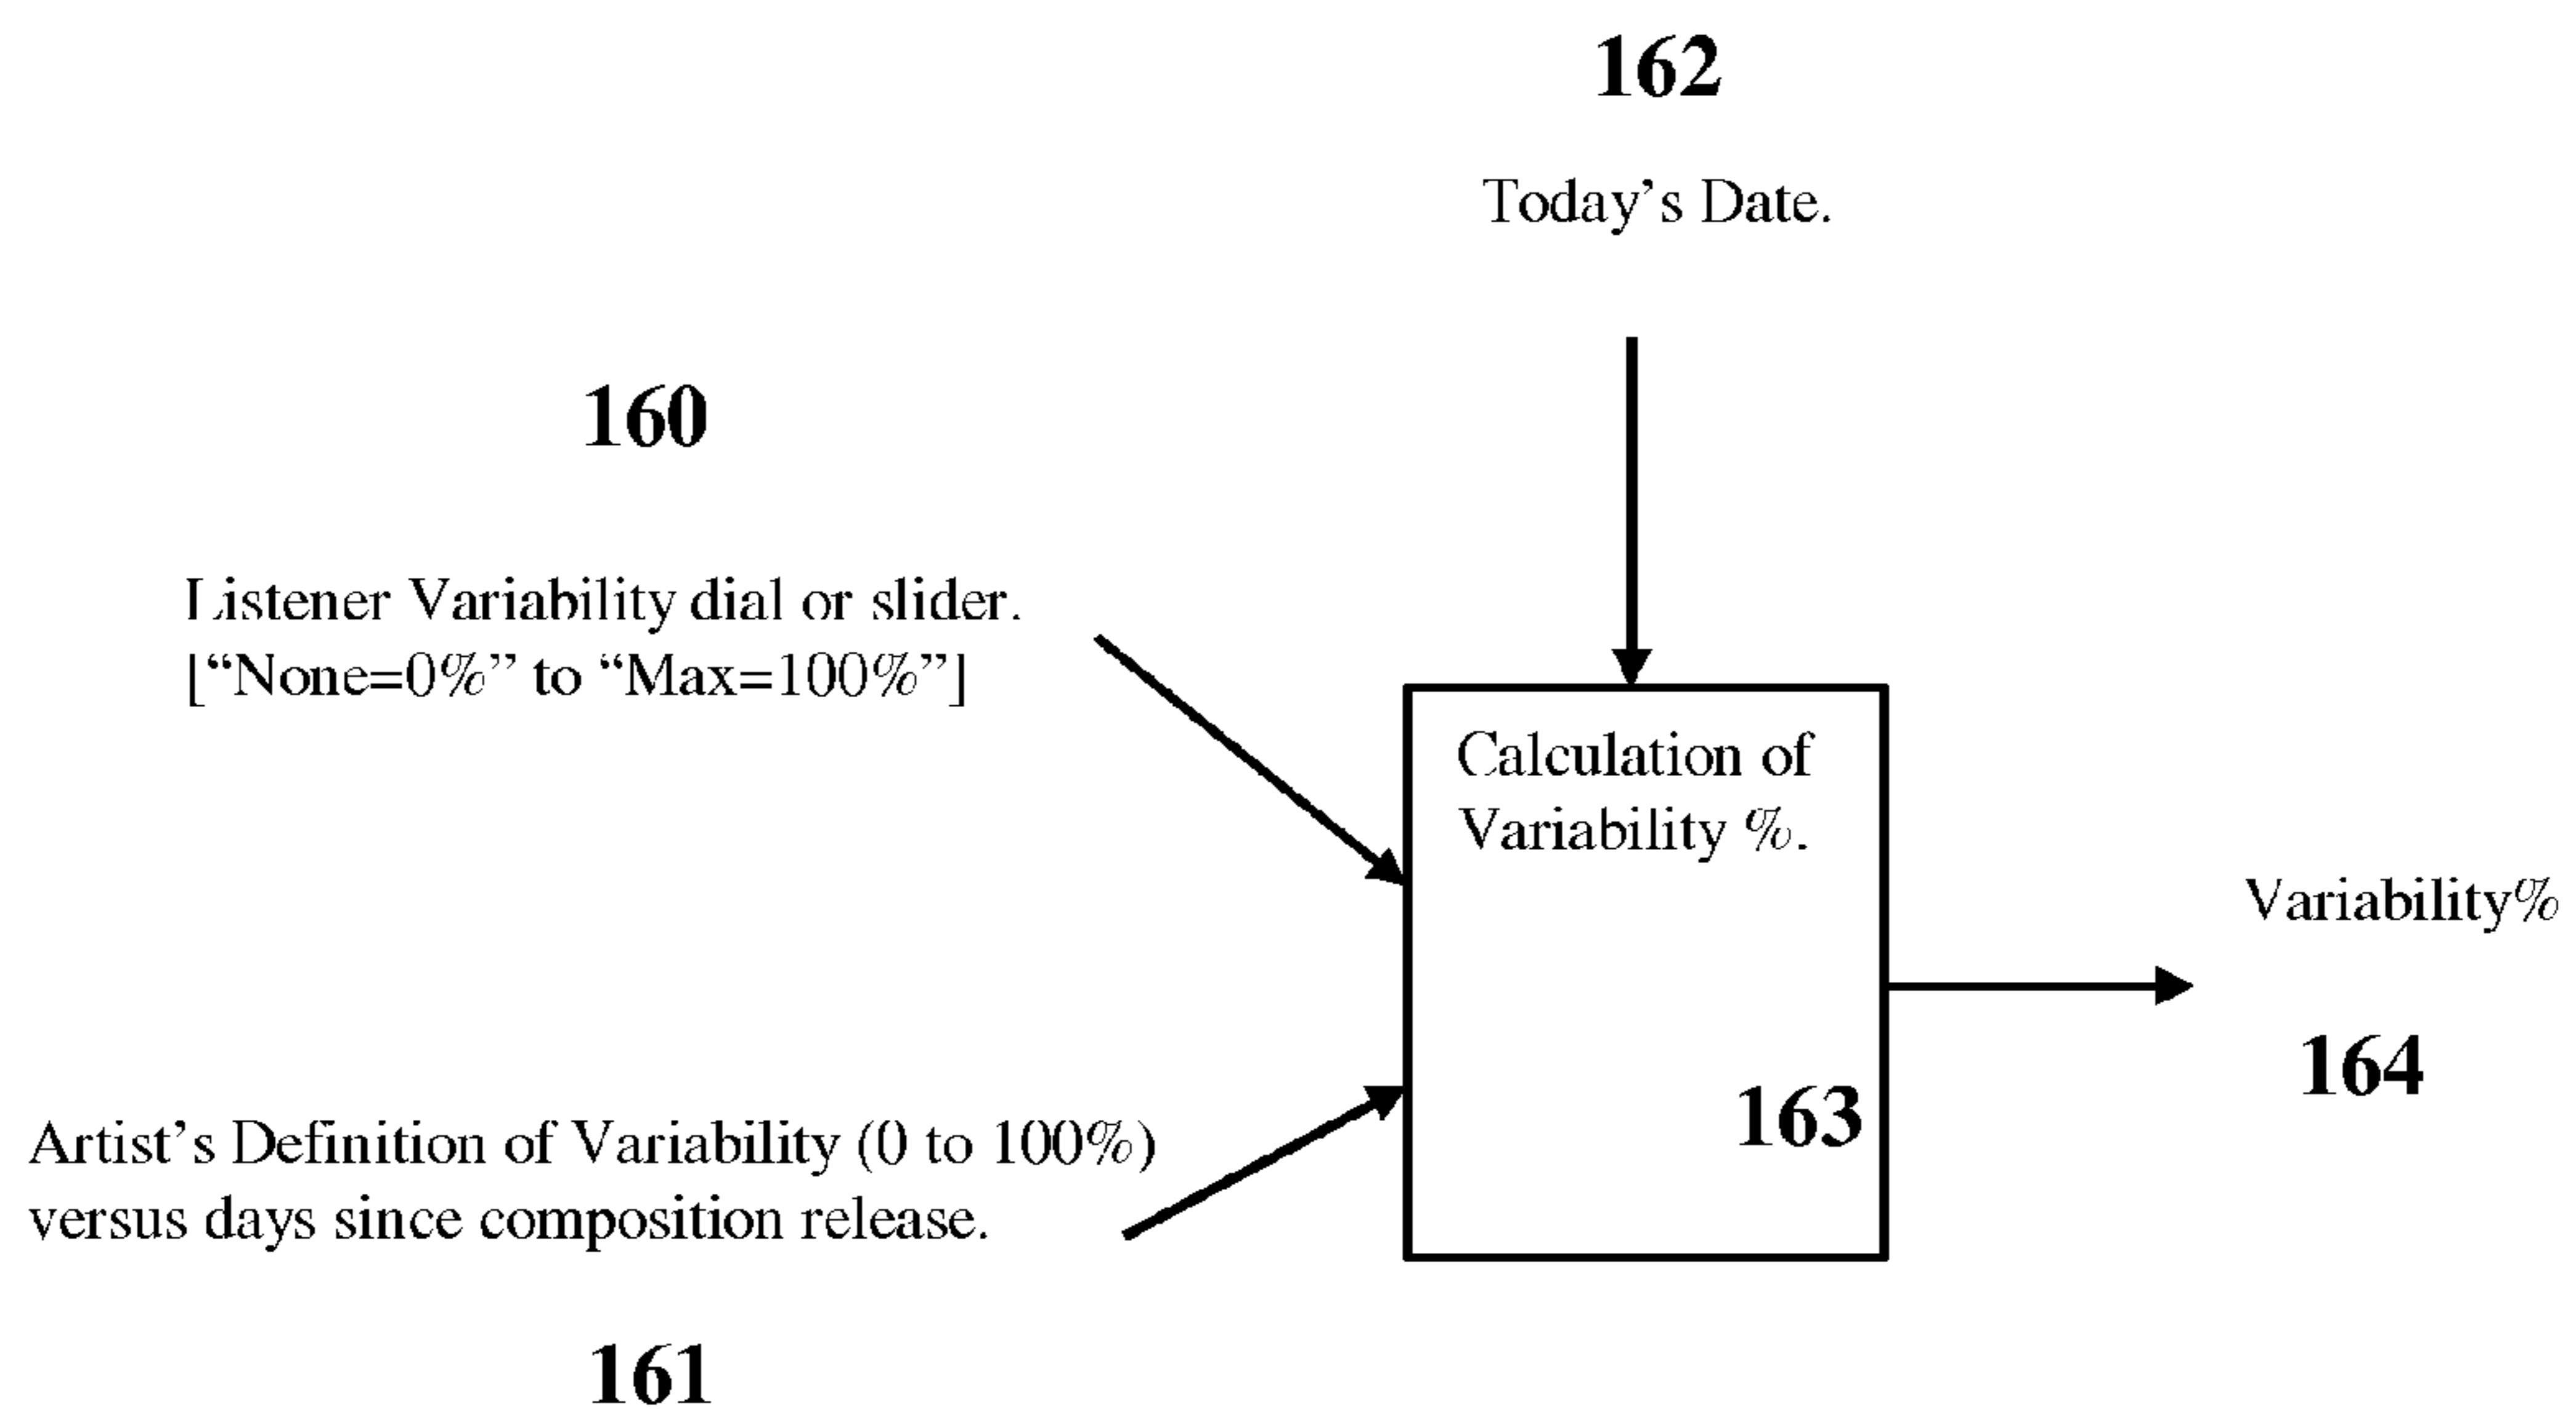 162
Today’s Date.
160
Listener Variability dial or slider.
[“None=0%” to “Max=100%”]
Calculation of
Variability %.
163
Variability%
164
Artist’s Definition of Variability (0 to 100%)
versus days since composition release.
161